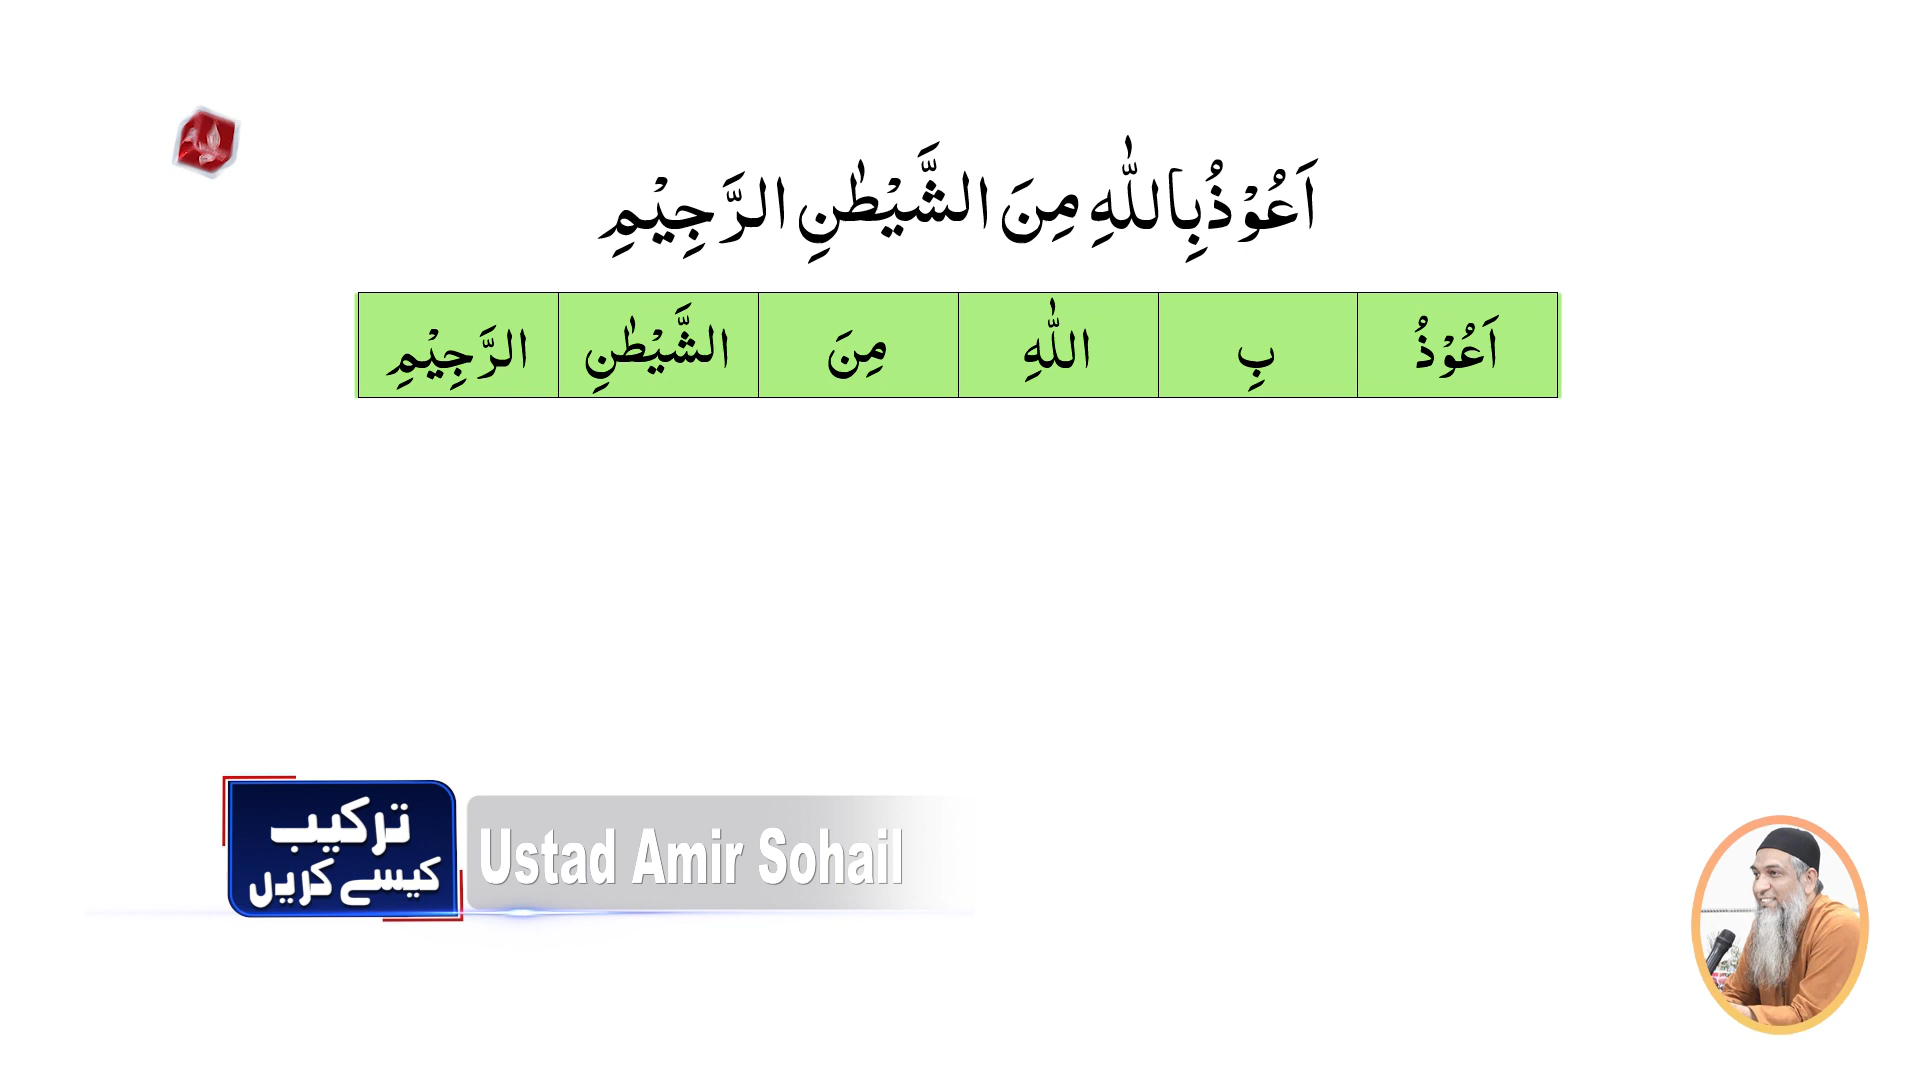 اَعُوْذُبِاللّٰهِ مِنَ الشَّيْطٰنِ الرَّجِيْمِ
اَعُوْذُ بِ اللّٰهِ مِنَ الشَّيْطٰنِ الرَّجِيْمِ
ترکیب
کیسے کریں
Ustad Amir Sohail